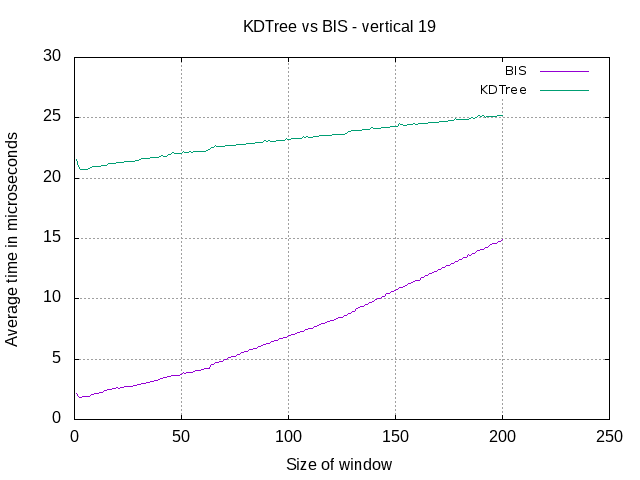 KDTree vs BIS - vertical 19
30
25
20
15
10
5
0
BIS
KDTree
Average time in microseconds
0 50 100 150 200 250
Size of window